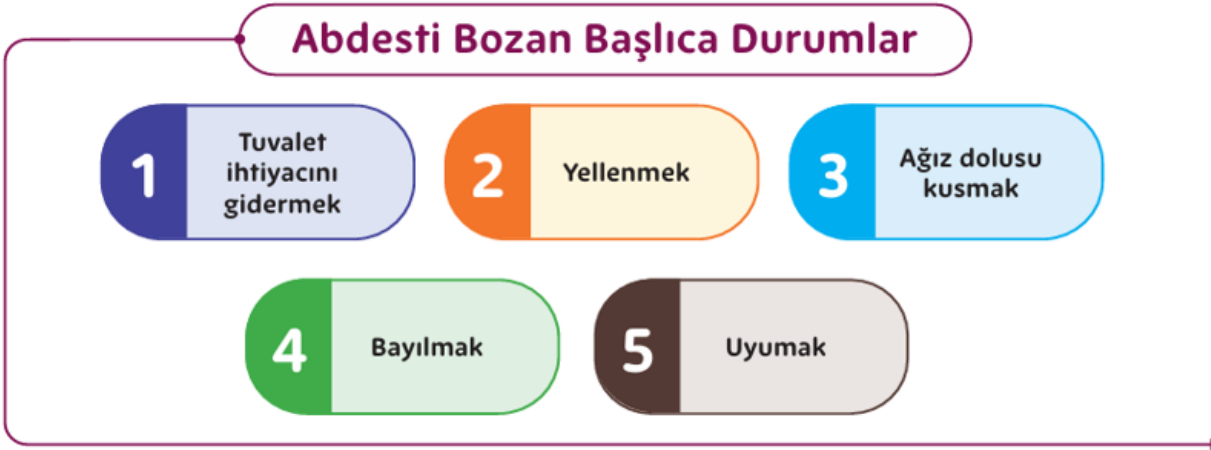 Abdesti Bozan Başlıca Durumlar
1
Tuvalet
ihtiyacını
gidermek
2
Yellenmek
3
Ağız dolusu
kusmak
4
Bayılmak
5
Uyumak